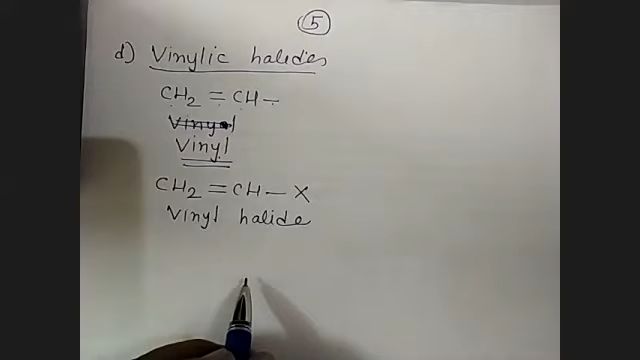 5
d) Vinylic halides
CH2 = CH -
Vinyl
Vinyl
CH2 = CH - X
Vinyl halide